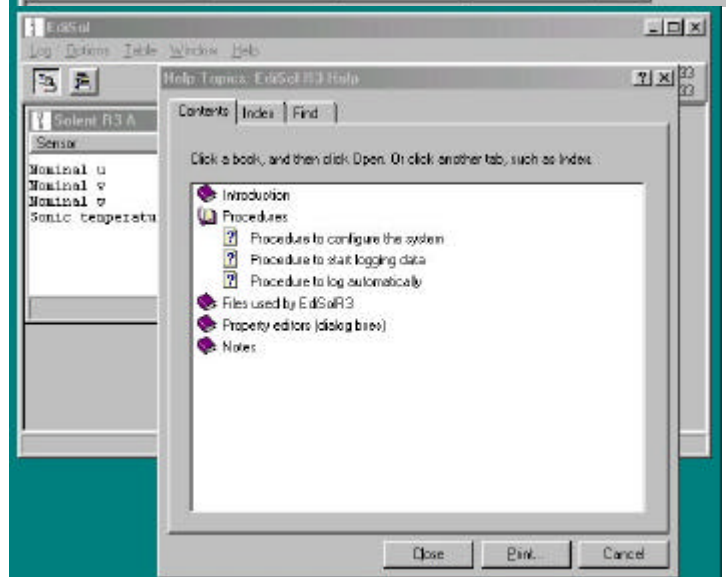 EdiSol
Log Options Table Window Help
Help Topics: EdiSol R3 Help
33
33
Contents Index Find
Solent R3 A
Sensor
Click a book, and then click Open. Or click another tab, such as Index.
Nominal u
Nominal v
Nominal w
Sonic temperatu
Introduction
Procedures
Procedure to configure the system
Procedure to start logging data
Procedure to log automatically
Files used by EdiSolR3
Property editors (dialog boxes)
Notes
Close Print... Cancel